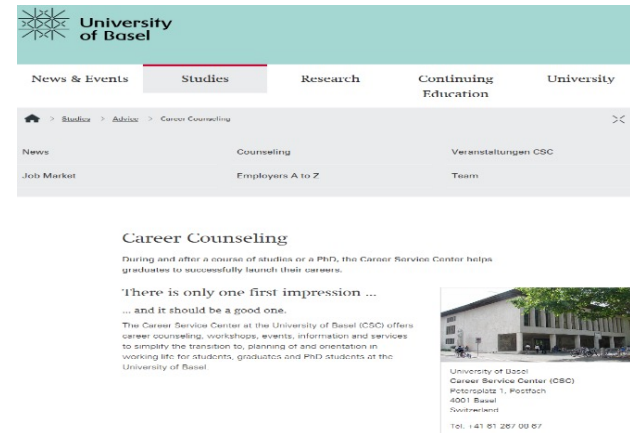 University
of Basel
News & Events
Studies
Research
Continuing
Education
University
> Studies > Advice > Career Counseling
News
Counseling
Veranstaltungen CSC
Job Market
Employers A to Z
Team
Career Counseling
During and after a course of studies or a PhD, the Career Service Center helps
graduates to successfully launch their careers.
There is only one first impression ...
... and it should be a good one.
The Career Service Center at the University of Basel (CSC) offers
career counseling, workshops, events, information and services
to simplify the transition to, planning of and orientation in
working life for students, graduates and PhD students at the
University of Basel
University of Basel
Career Service Center (CSC)
Petersplatz 1, Postfach
4001 Basel
Switzerland
Tel. +41 61 267 00 67